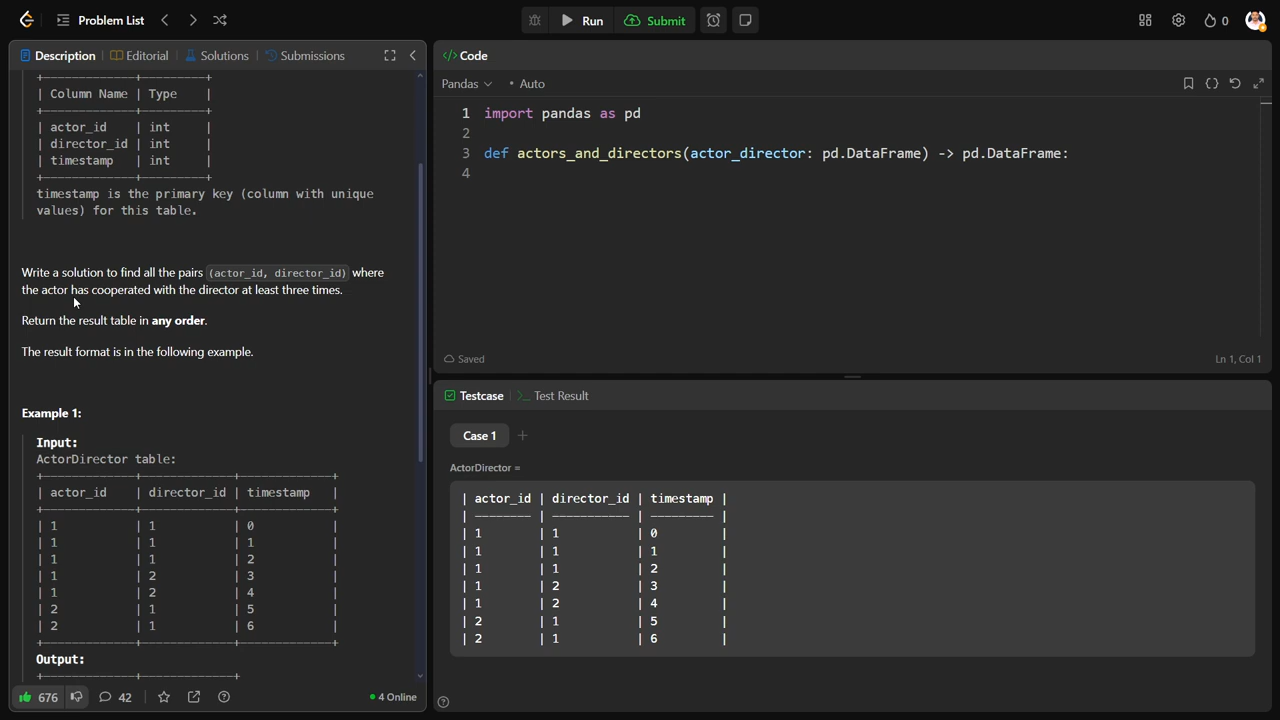 Problem List
Run
Submit
0
Description
Editorial
Solutions
Submissions
+-------------+---------+
| Column Name | Type    |
+-------------+---------+
| actor_id    | int     |
| director_id | int     |
| timestamp   | int     |
+-------------+---------+
timestamp is the primary key (column with unique
values) for this table.
Write a solution to find all the pairs (actor_id, director_id) where
the actor has cooperated with the director at least three times.
Return the result table in any order.
The result format is in the following example.
Example 1:
Input:
ActorDirector table:
+-------------+-------------+-------------+
| actor_id    | director_id | timestamp   |
+-------------+-------------+-------------+
| 1           | 1           | 0           |
| 1           | 1           | 1           |
| 1           | 1           | 2           |
| 1           | 2           | 3           |
| 1           | 2           | 4           |
| 2           | 1           | 5           |
| 2           | 1           | 6           |
+-------------+-------------+-------------+
Output:
+-------------+-------------+
676
42
4 Online
</> Code
Pandas
Auto
1 import pandas as pd
2
3 def actors_and_directors(actor_director: pd.DataFrame) -> pd.DataFrame:
4
Saved
Ln 1, Col 1
Testcase
>_ Test Result
Case 1
+
ActorDirector =
| actor_id | director_id | timestamp |
| -------- | ----------- | --------- |
| 1        | 1           | 0         |
| 1        | 1           | 1         |
| 1        | 1           | 2         |
| 1        | 2           | 3         |
| 1        | 2           | 4         |
| 2        | 1           | 5         |
| 2        | 1           | 6         |